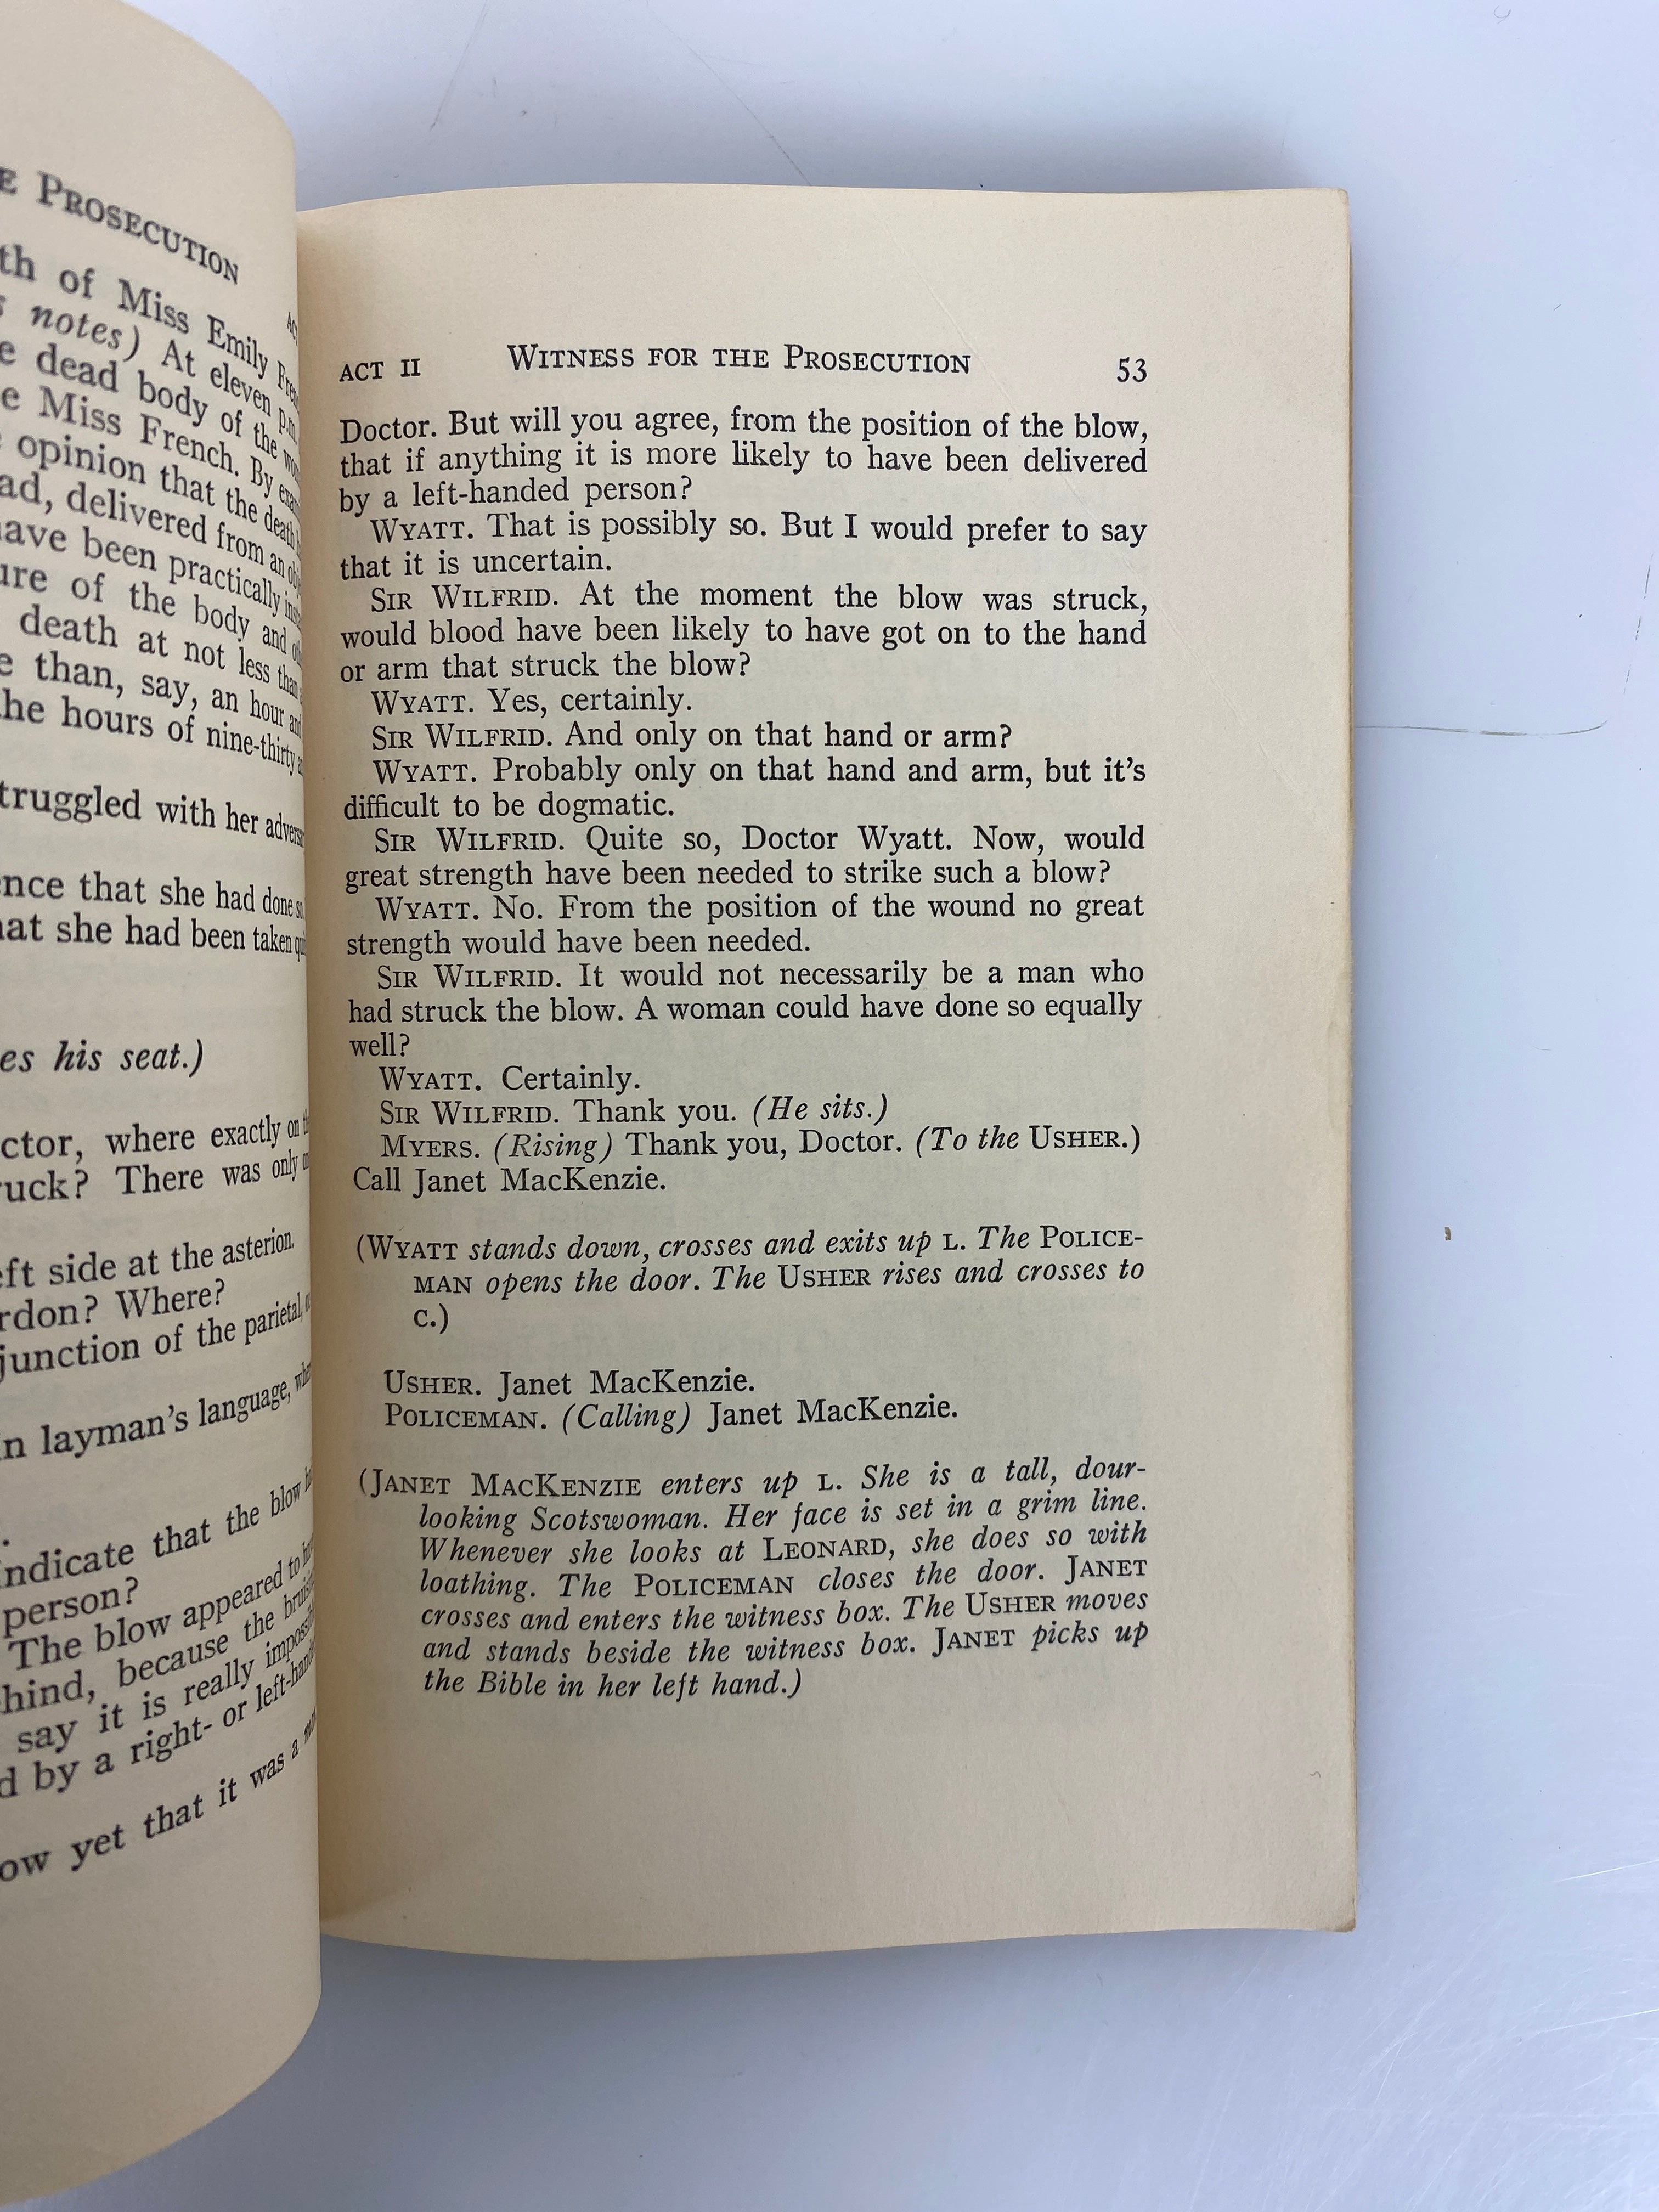 E PROSECUTION
th of Miss Emily
notes) At eleven p.m.
e dead body of the
e Miss French. By
opinion that the death
ad, delivered from an
ave been practically
ure of the body and
death at not less than
e than, say, an hour and
he hours of nine-thirty
truggled with her
nce that she had done
at she had been taken
es his seat.)
ctor, where exactly on
ruck? There was only
eft side at the asterion.
rdon? Where?
junction of the parietal,
n layman's language,
ndicate that the blow
person?
The blow appeared to
hind, because the
say it is really
d by a right- or
ow yet that it was a
ACT II WITNESS FOR THE PROSECUTION 53
Doctor. But will you agree, from the position of the blow,
that if anything it is more likely to have been delivered
by a left-handed person?
WYATT. That is possibly so. But I would prefer to say
that it is uncertain.
SIR WILFRID. At the moment the blow was struck,
would blood have been likely to have got on to the hand
or arm that struck the blow?
WYATT. Yes, certainly.
SIR WILFRID. And only on that hand or arm?
WYATT. Probably only on that hand and arm, but it's
difficult to be dogmatic.
SIR WILFRID. Quite so, Doctor Wyatt. Now, would
great strength have been needed to strike such a blow?
WYATT. No. From the position of the wound no great
strength would have been needed.
SIR WILFRID. It would not necessarily be a man who
had struck the blow. A woman could have done so equally
well?
WYATT. Certainly.
SIR WILFRID. Thank you. (He sits.)
MYERS. (Rising) Thank you, Doctor. (To the USHER.)
Call Janet MacKenzie.
(WYATT stands down, crosses and exits up L. The POLICE-
MAN opens the door. The USHER rises and crosses to
C.)
USHER. Janet MacKenzie.
POLICEMAN. (Calling) Janet MacKenzie.
(JANET MACKENZIE enters up L. She is a tall, dour-
looking Scotswoman. Her face is set in a grim line.
Whenever she looks at LEONARD, she does so with
loathing. The POLICEMAN closes the door. JANET
crosses and enters the witness box. The USHER moves
and stands beside the witness box. JANET picks up
the Bible in her left hand.)